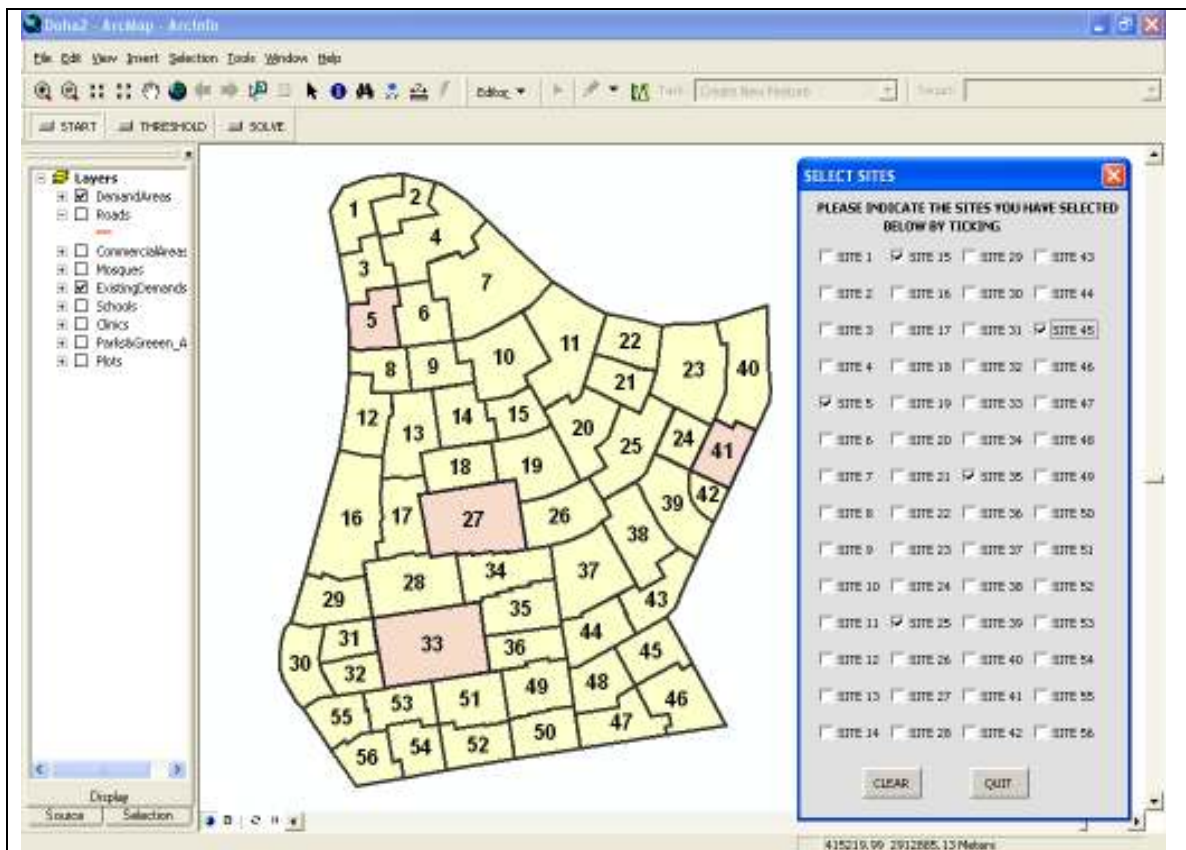 Doha2 - ArcMap - ArcInfo
File Edit View Insert Selection Tools Window Help
Editor Task Create New Feature Target
START THRESHOLD SOLVE
Layers
DemandAreas
Roads
CommercialAreas
Mosques
ExistingDemands
Schools
Clinics
Parks&Greeen_A
Plots
Display
Source Selection
1
2
3
4
5
6
7
8
9
10
11
12
13
14
15
16
17
18
19
20
21
22
23
24
25
26
27
28
29
30
31
32
33
34
35
36
37
38
39
40
41
42
43
44
45
46
47
48
49
50
51
52
53
54
55
56
SELECT SITES
PLEASE INDICATE THE SITES YOU HAVE SELECTED
BELOW BY TICKING
SITE 1 SITE 15 SITE 29 SITE 43
SITE 2 SITE 16 SITE 30 SITE 44
SITE 3 SITE 17 SITE 31 SITE 45
SITE 4 SITE 18 SITE 32 SITE 46
SITE 5 SITE 19 SITE 33 SITE 47
SITE 6 SITE 20 SITE 34 SITE 48
SITE 7 SITE 21 SITE 35 SITE 49
SITE 8 SITE 22 SITE 36 SITE 50
SITE 9 SITE 23 SITE 37 SITE 51
SITE 10 SITE 24 SITE 38 SITE 52
SITE 11 SITE 25 SITE 39 SITE 53
SITE 12 SITE 26 SITE 40 SITE 54
SITE 13 SITE 27 SITE 41 SITE 55
SITE 14 SITE 28 SITE 42 SITE 56
CLEAR QUIT
415219.99 2912885.13 Meters